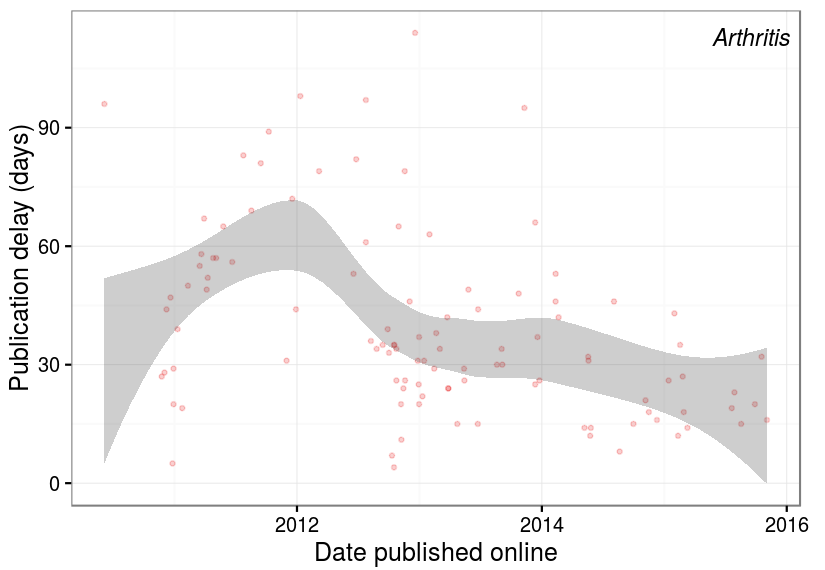 Arthritis
Publication delay (days)
90
60
30
0
2012
2014
2016
Date published online